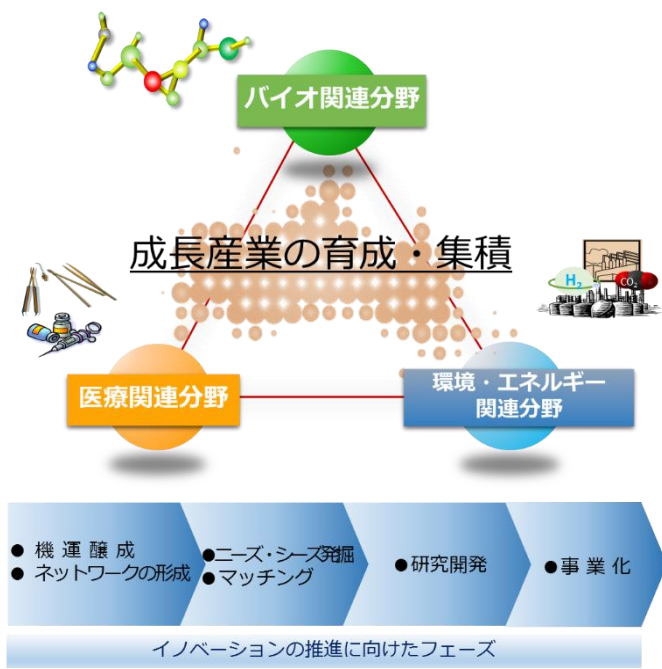 バイオ関連分野
成長産業の育成・集積
H2
CO2
医療関連分野
環境・エネルギー
関連分野
● 機運醸成
● ネットワークの形成
●ニーズ・シーズ発掘
●マッチング
●研究開発
●事業化
イノベーションの推進に向けたフェーズ